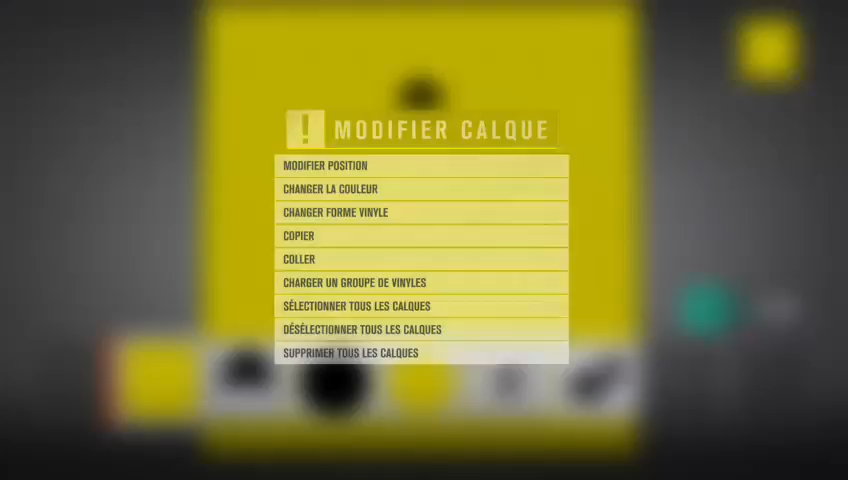 ! MODIFIER CALQUE
MODIFIER POSITION
CHANGER LA COULEUR
CHANGER FORME VINYLE
COPIER
COLLER
CHARGER UN GROUPE DE VINYLES
SÉLECTIONNER TOUS LES CALQUES
DÉSÉLECTIONNER TOUS LES CALQUES
SUPPRIMER TOUS LES CALQUES